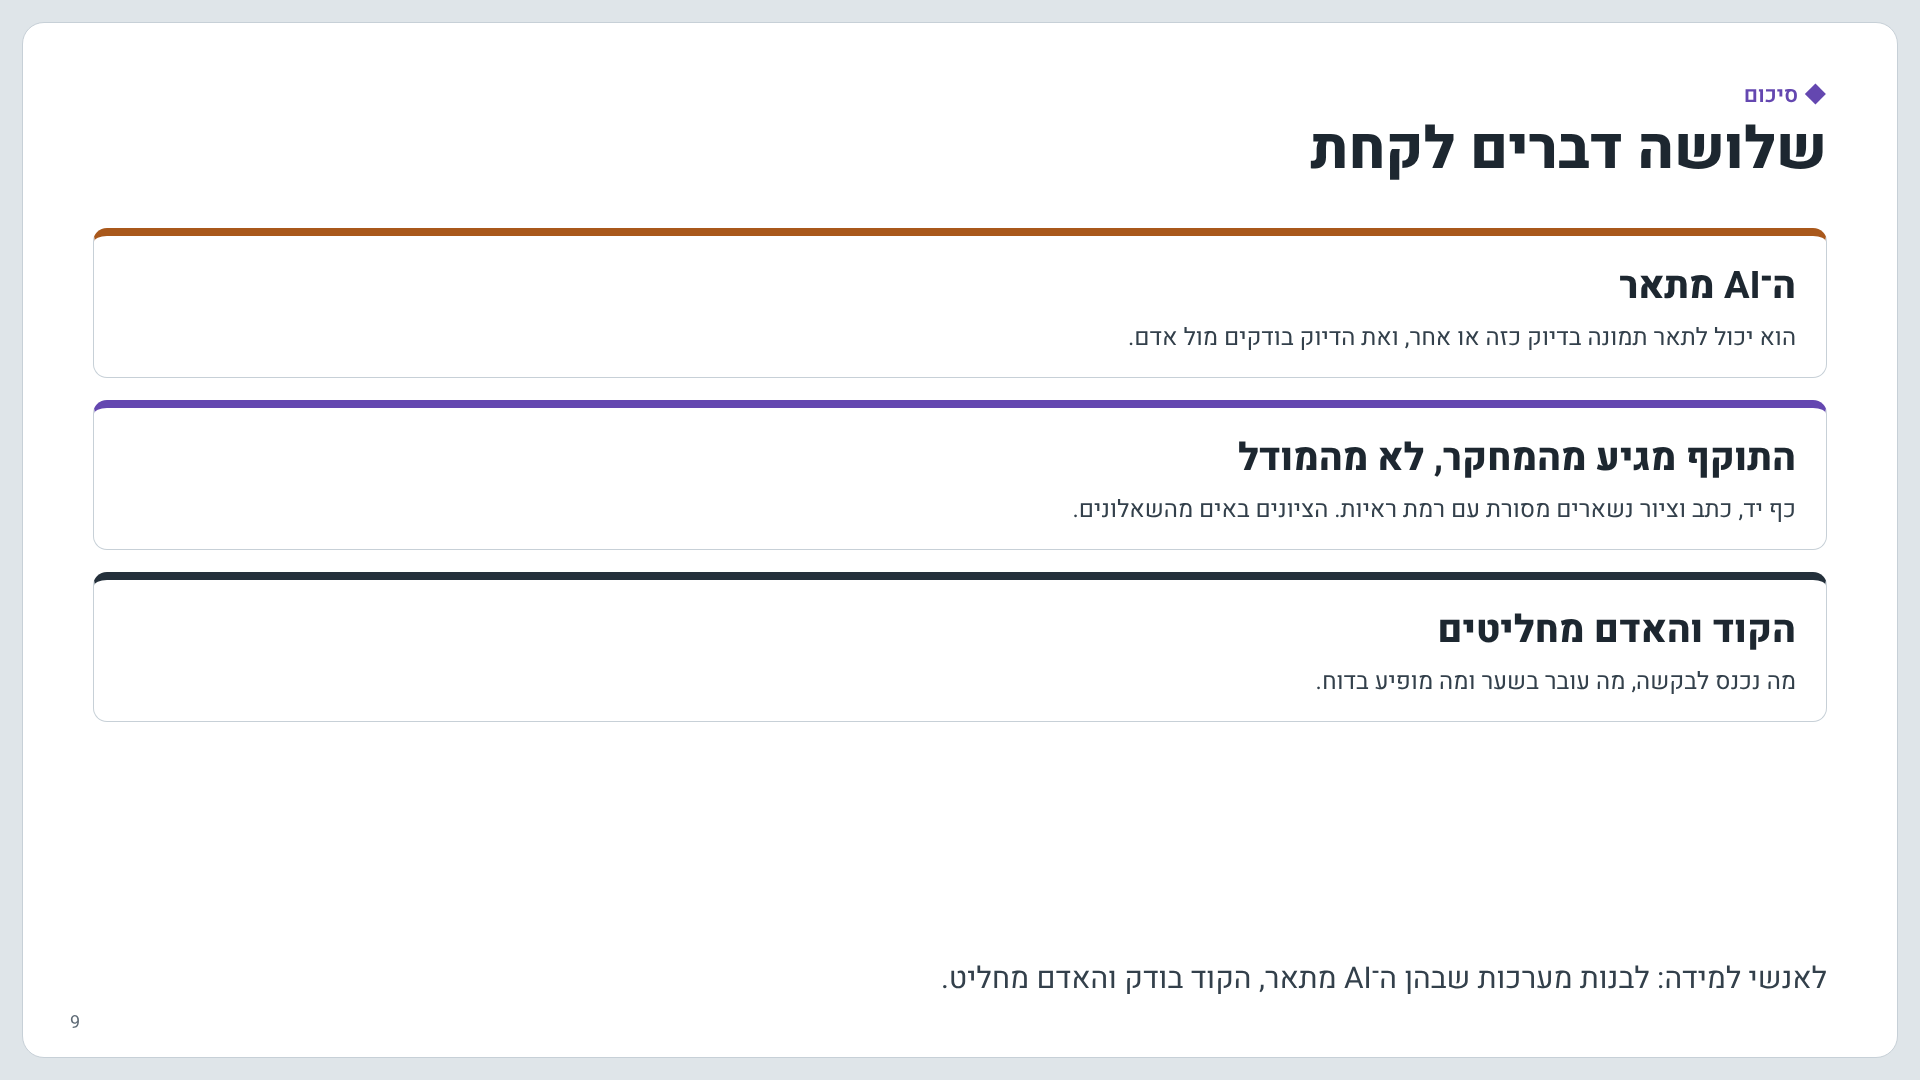 סיכום
שלושה דברים לקחת
ה־AI מתאר
הוא יכול לתאר תמונה בדיוק כזה או אחר, ואת הדיוק בודקים מול אדם.
התוקף מגיע מהמחקר, לא מהמודל
כף יד, כתב וציור נשארים מסורת עם רמת ראיות. הציונים באים מהשאלונים.
הקוד והאדם מחליטים
מה נכנס לבקשה, מה עובר בשער ומה מופיע בדוח.
לאנשי למידה: לבנות מערכות שבהן ה־AI מתאר, הקוד בודק והאדם מחליט.
9